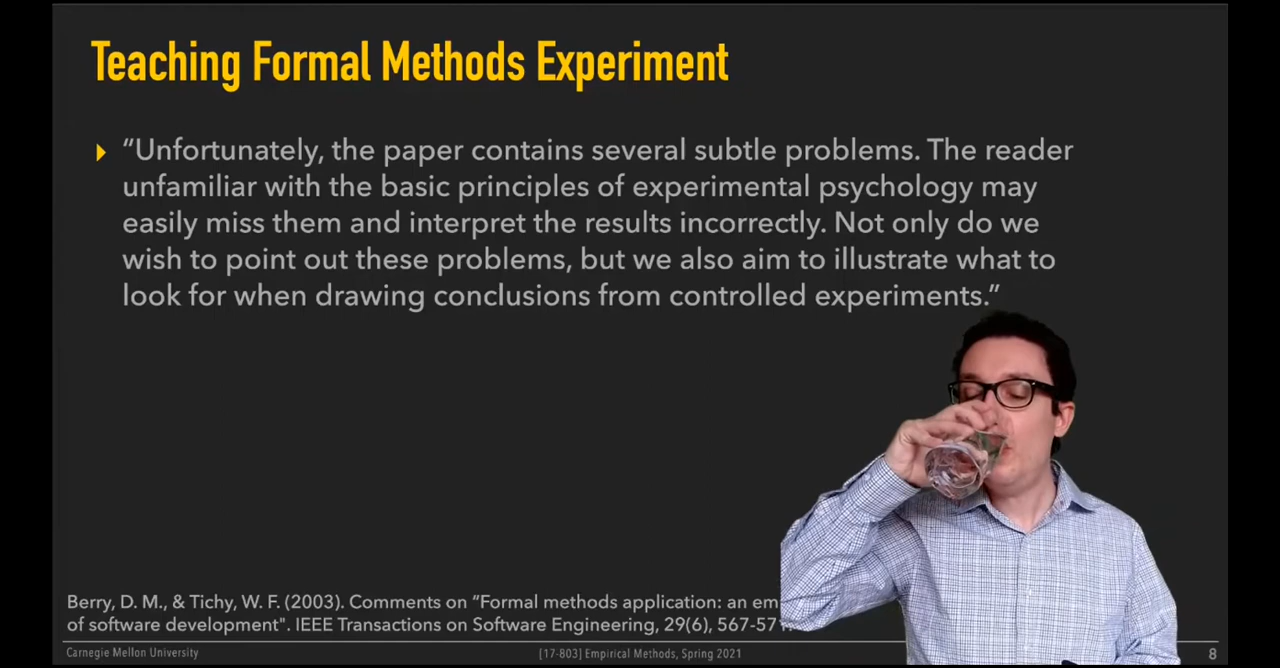 Teaching Formal Methods Experiment
“Unfortunately, the paper contains several subtle problems. The reader
unfamiliar with the basic principles of experimental psychology may
easily miss them and interpret the results incorrectly. Not only do we
wish to point out these problems, but we also aim to illustrate what to
look for when drawing conclusions from controlled experiments.”
Berry, D. M., & Tichy, W. F. (2003). Comments on “Formal methods application: an
of software development". IEEE Transactions on Software Engineering, 29(6),
Carnegie Mellon University
[17-803] Empirical Methods, Spring 2021
8